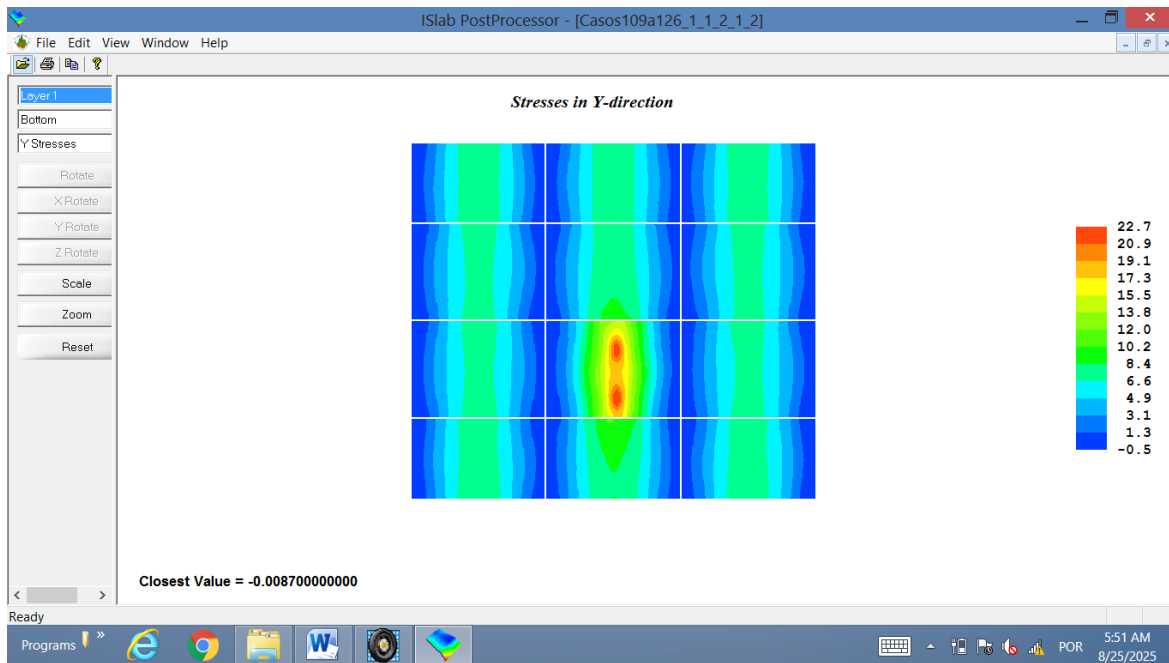 ISlab PostProcessor - [Casos109a126_1_1_2_1_2]
File Edit View Window Help
Layer 1
Bottom
Y Stresses
Rotate
X Rotate
Y Rotate
Z Rotate
Scale
Zoom
Reset
Stresses in Y-direction
22.7
20.9
19.1
17.3
15.5
13.8
12.0
10.2
8.4
6.6
4.9
3.1
1.3
-0.5
Closest Value = -0.008700000000
Ready
Programs »
POR
5:51 AM
8/25/2025